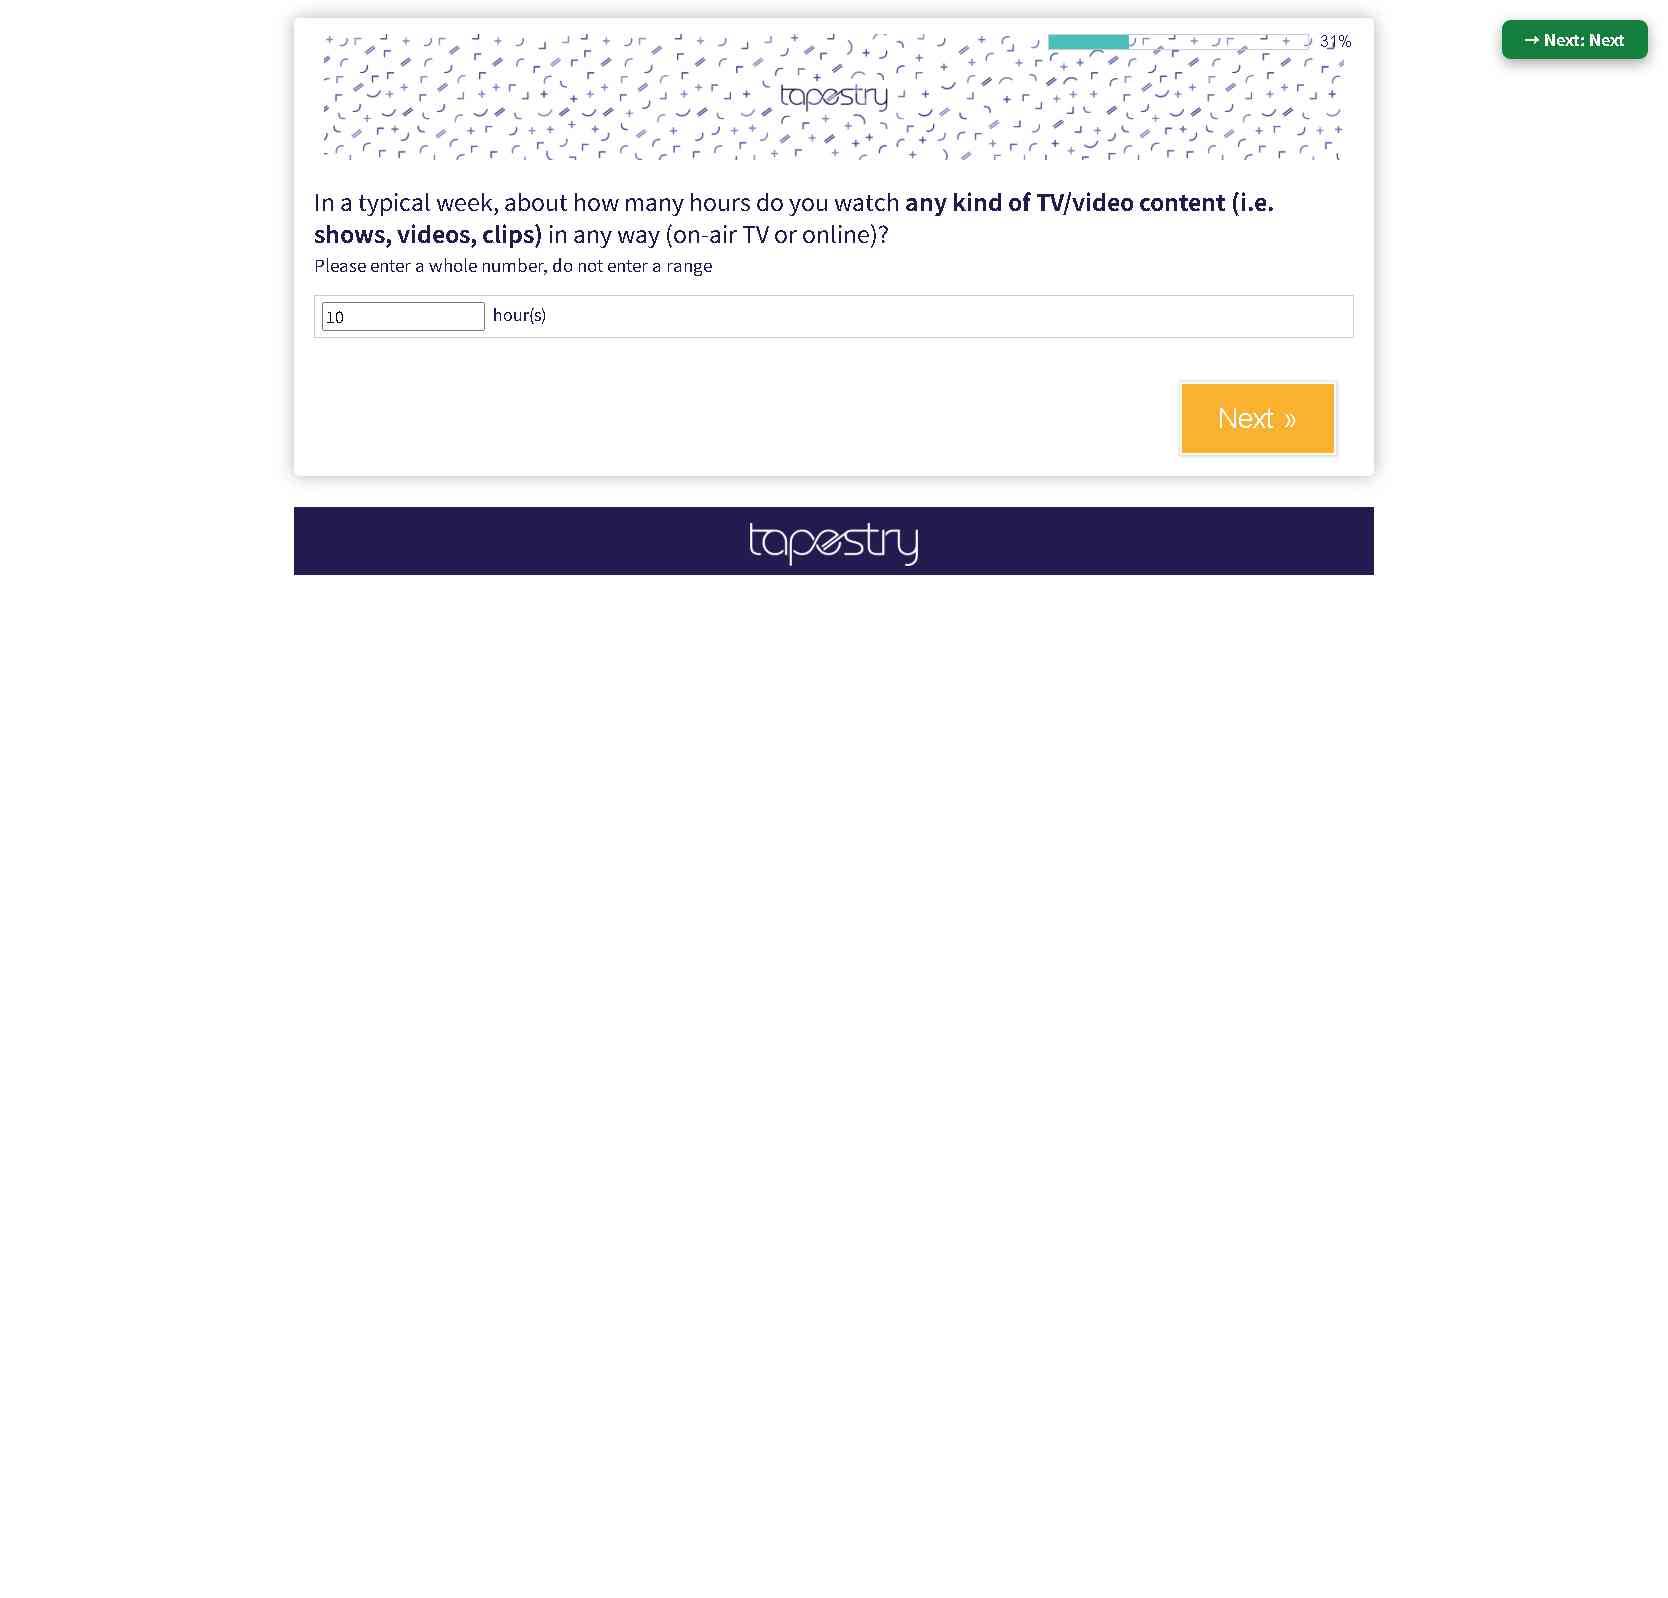 → Next: Next
31%
tapestry
In a typical week, about how many hours do you watch any kind of TV/video content (i.e.
shows, videos, clips) in any way (on-air TV or online)?
Please enter a whole number, do not enter a range
10 hour(s)
Next »
tapestry